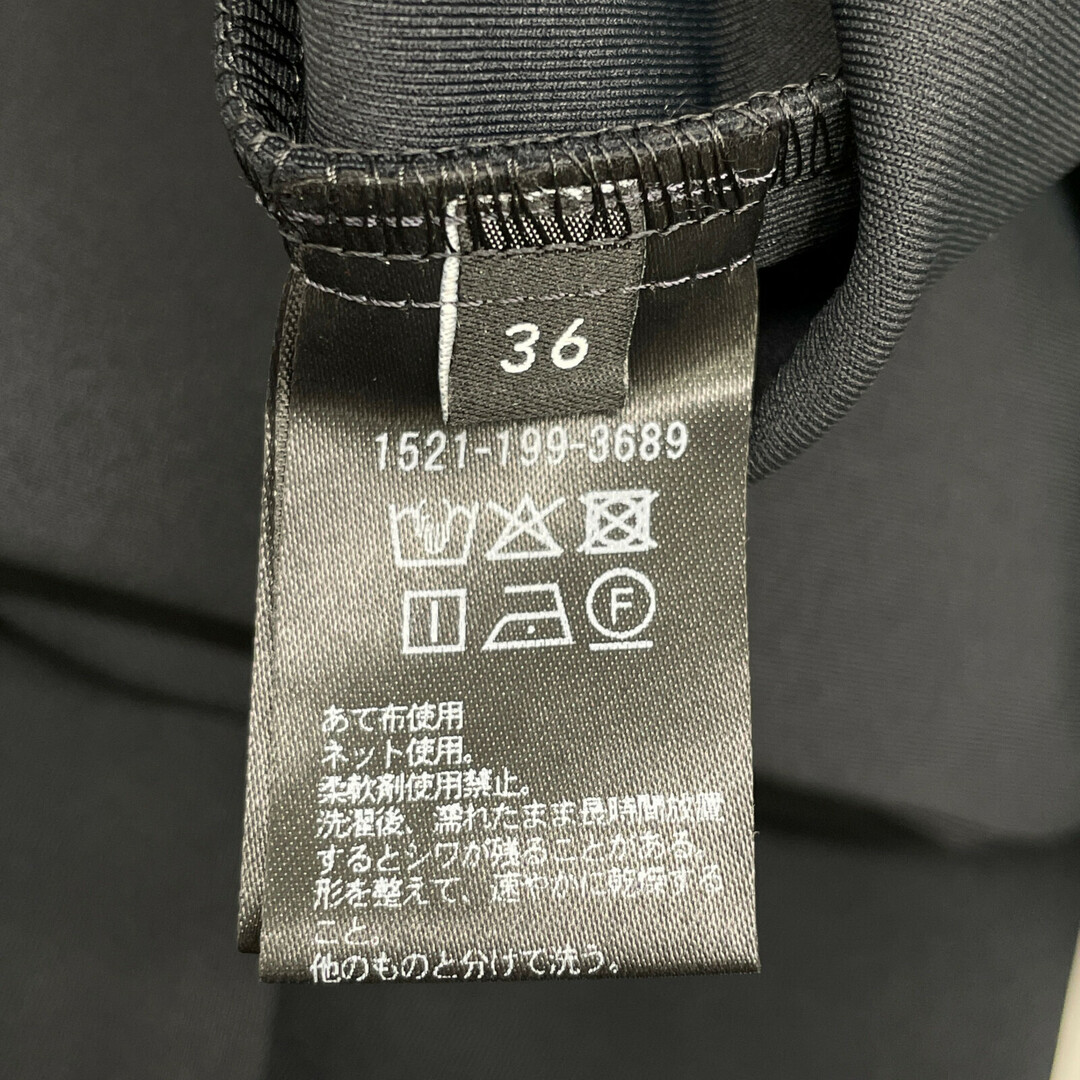 36
1521-199-3689
F
あて布使用
ネット使用。
柔軟剤使用禁止。
洗濯後、濡れたまま長時間放置
するとシワが残ることがある。
形を整えて、速やかに乾燥する
こと。
他のものと分けて洗う。